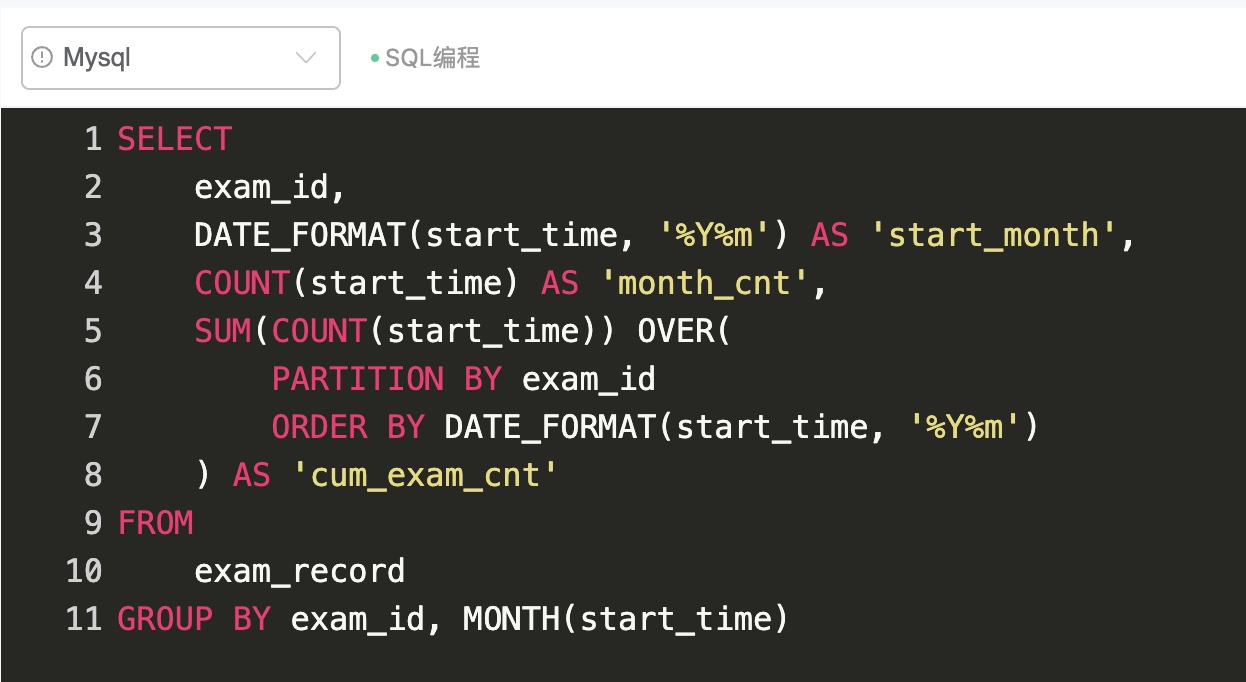 Mysql
SQL编程
1 SELECT
2     exam_id,
3     DATE_FORMAT(start_time, '%Y%m') AS 'start_month',
4     COUNT(start_time) AS 'month_cnt',
5     SUM(COUNT(start_time)) OVER(
6         PARTITION BY exam_id
7         ORDER BY DATE_FORMAT(start_time, '%Y%m')
8     ) AS 'cum_exam_cnt'
9 FROM
10     exam_record
11 GROUP BY exam_id, MONTH(start_time)